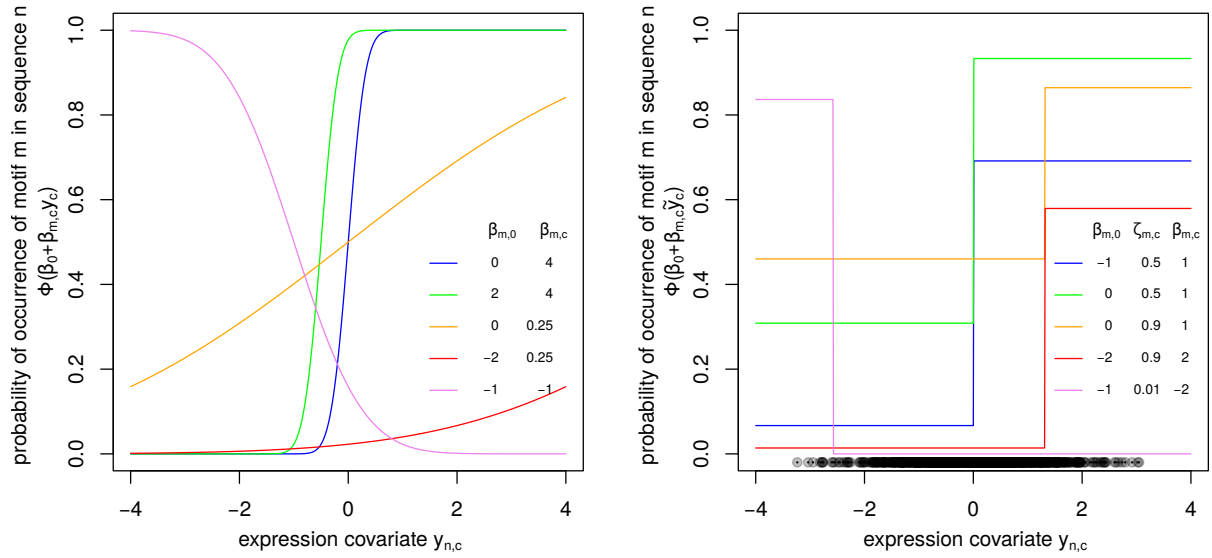 probability of occurrence of motif m in sequence n
Φ(β₀+βm,cyc)
1.0
0.8
0.6
0.4
0.2
0.0
βm,0 βm,c
0 4
2 4
0 0.25
−2 0.25
−1 −1
−4 −2 0 2 4
expression covariate yn,c
probability of occurrence of motif m in sequence n
Φ(β₀+βm,cỹc)
1.0
0.8
0.6
0.4
0.2
0.0
βm,0 ζm,c βm,c
−1 0.5 1
0 0.5 1
0 0.9 1
−2 0.9 2
−1 0.01 −2
−4 −2 0 2 4
expression covariate yn,c